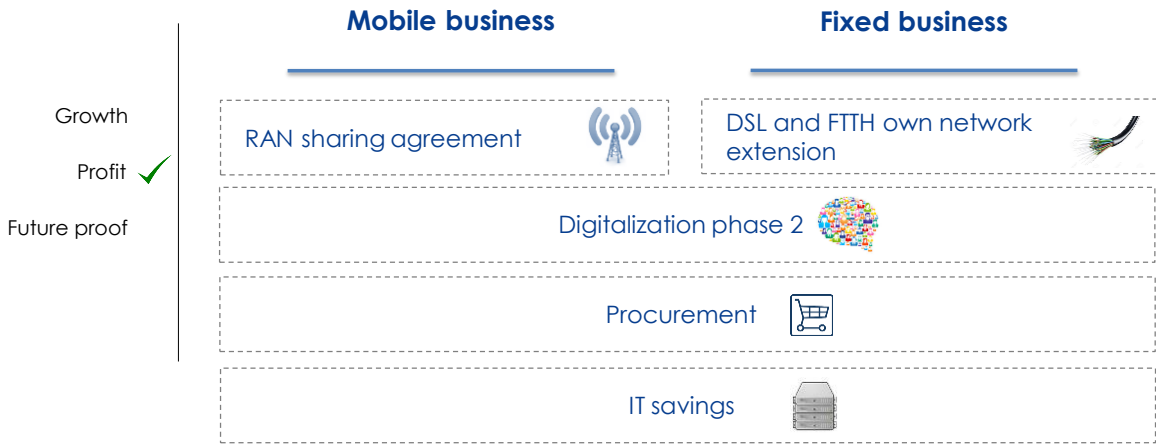 Mobile business
Fixed business
Growth
Profit
Future proof
RAN sharing agreement
DSL and FTTH own network
extension
Digitalization phase 2
Procurement
IT savings